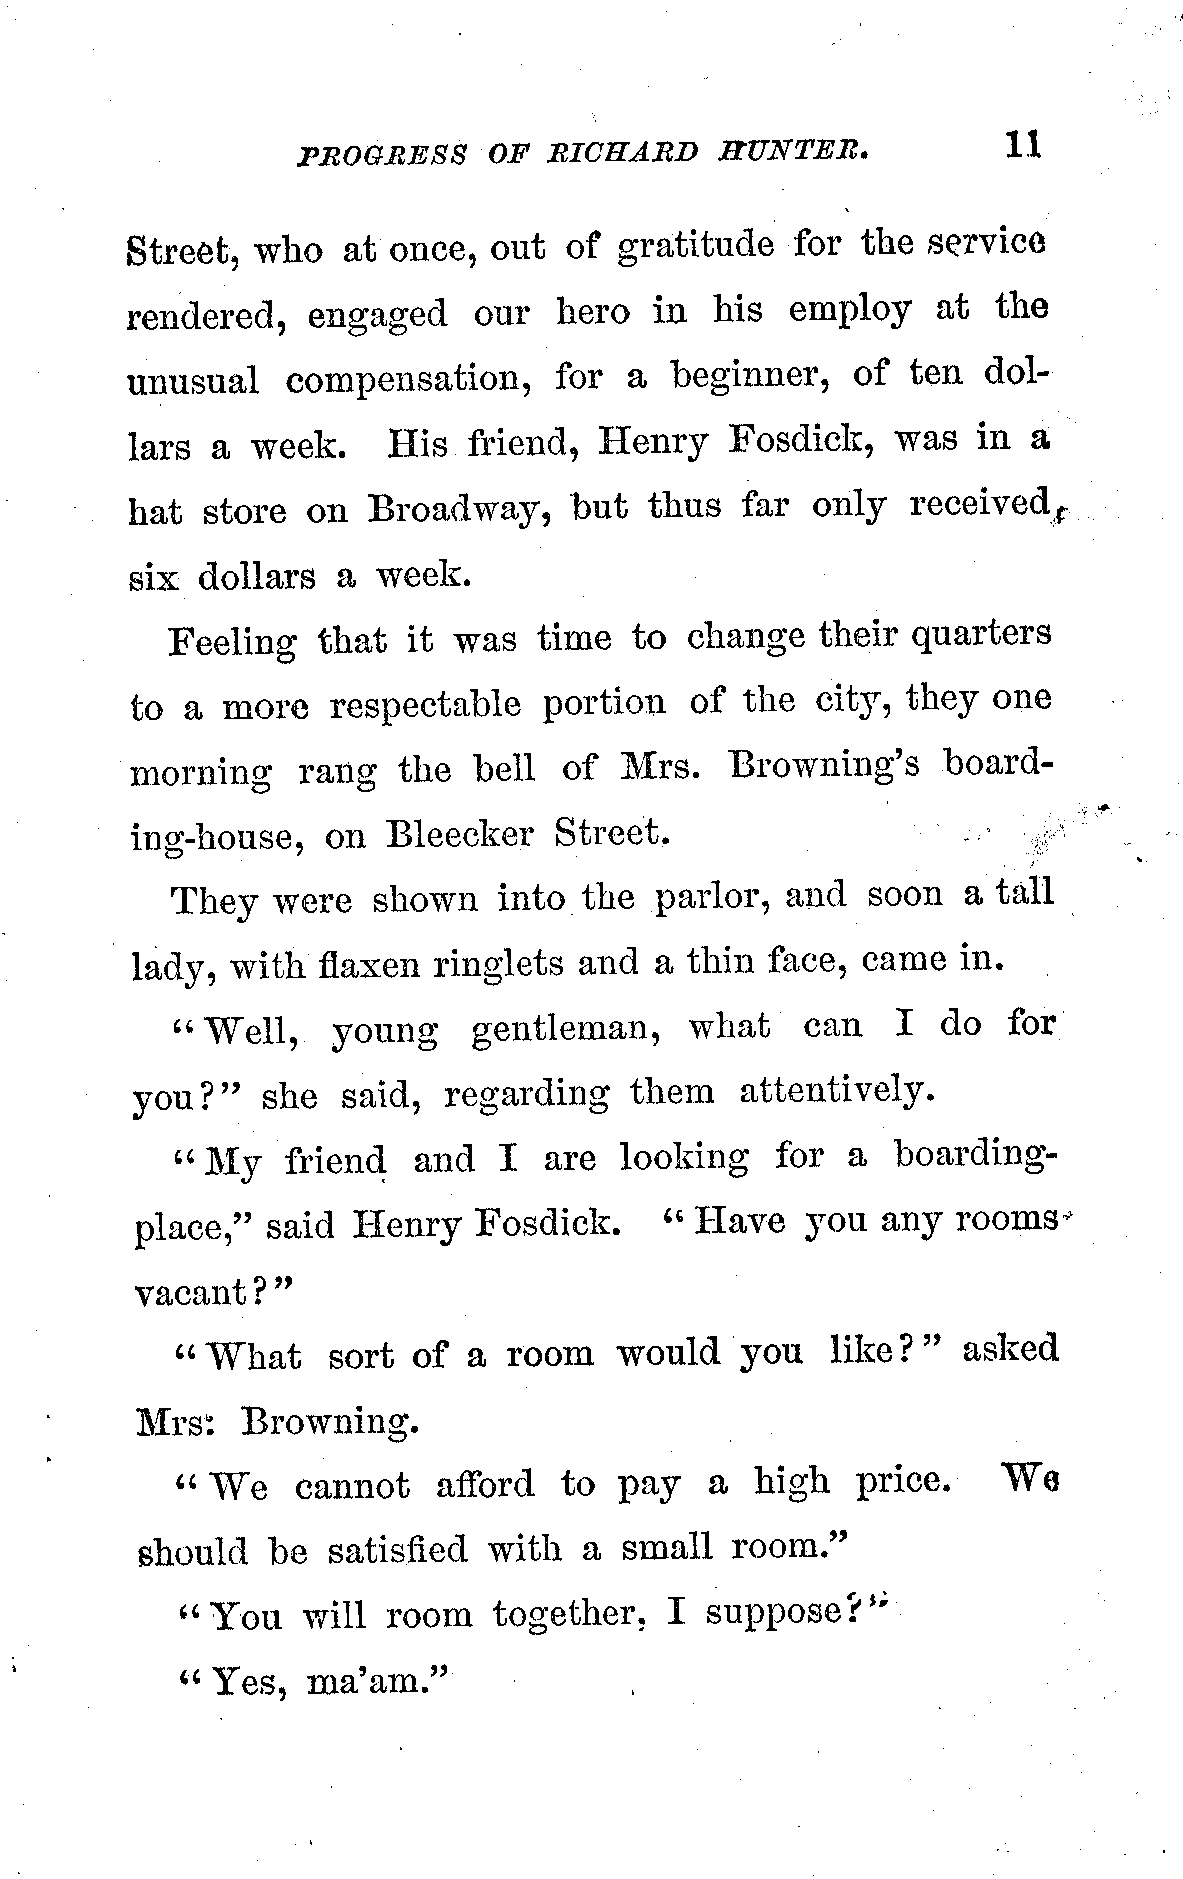 PROGRESS OF RICHARD HUNTER. 11
Street, who at once, out of gratitude for the service
rendered, engaged our hero in his employ at the
unusual compensation, for a beginner, of ten dol-
lars a week. His friend, Henry Fosdick, was in a
hat store on Broadway, but thus far only received
six dollars a week.
Feeling that it was time to change their quarters
to a more respectable portion of the city, they one
morning rang the bell of Mrs. Browning's board-
ing-house, on Bleecker Street.
They were shown into the parlor, and soon a tall
lady, with flaxen ringlets and a thin face, came in.
"Well, young gentleman, what can I do for
you?" she said, regarding them attentively.
"My friend and I are looking for a boarding-
place," said Henry Fosdick. "Have you any rooms
vacant?"
"What sort of a room would you like?" asked
Mrs. Browning.
"We cannot afford to pay a high price. We
should be satisfied with a small room."
"You will room together, I suppose?"
"Yes, ma'am."